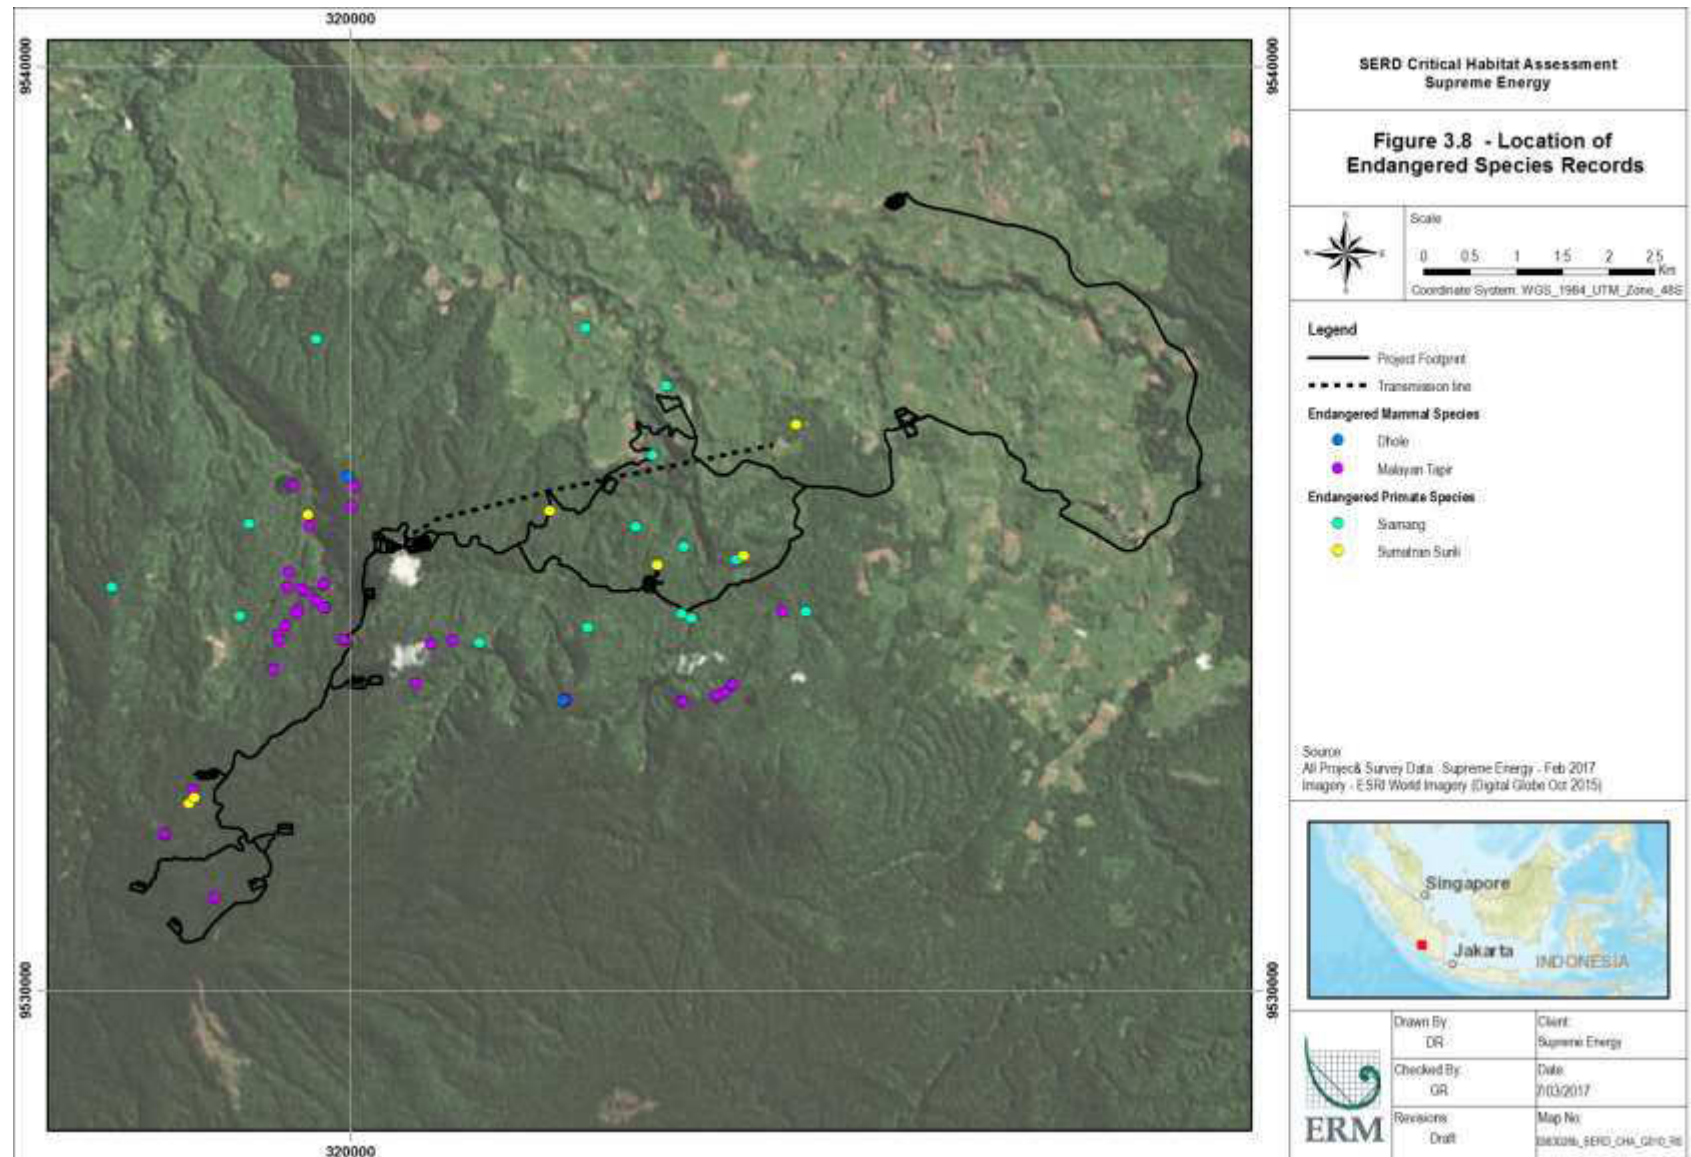 320000
9540000
9540000
9530000
9530000
320000
SERD Critical Habitat Assessment
Supreme Energy
Figure 3.8 - Location of
Endangered Species Records
N
E
S
Scale
0 0.5 1 1.5 2 2.5
Km
Coordinate System: WGS_1984_UTM_Zone_48S
Legend
Project Footprint
Transmission line
Endangered Mammal Species
Dhole
Malayan Tapir
Endangered Primate Species
Siamang
Sumatran Surili
Source
All Project & Survey Data : Supreme Energy - Feb 2017
Imagery - ESRI World Imagery (Digital Globe Oct 2015)
Singapore
Jakarta
INDONESIA
ERM
Drawn By:
DR
Client:
Supreme Energy
Checked By:
GR
Date:
7/03/2017
Revisions:
Draft
Map No: